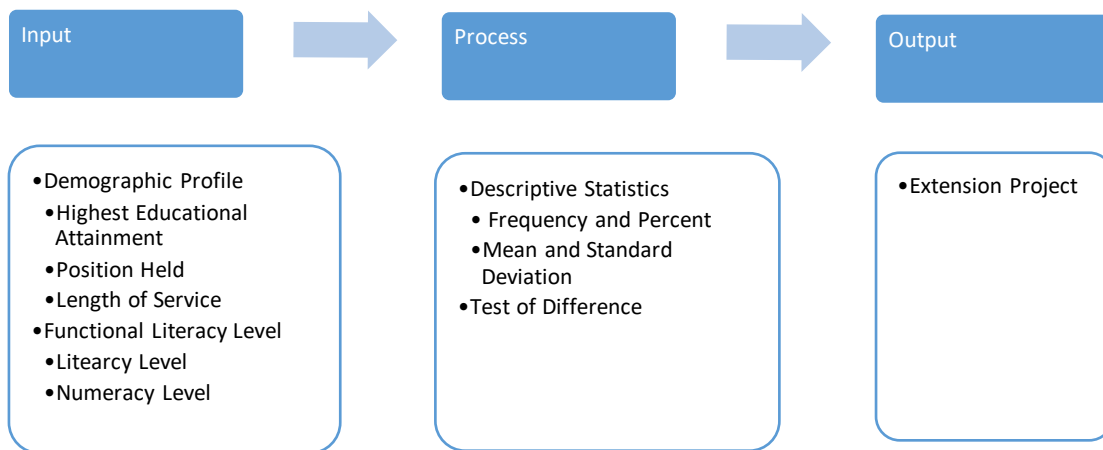 Input
Process
Output
•Demographic Profile
•Highest Educational
Attainment
•Position Held
•Length of Service
•Functional Literacy Level
•Litearcy Level
•Numeracy Level
•Descriptive Statistics
• Frequency and Percent
•Mean and Standard
Deviation
•Test of Difference
•Extension Project